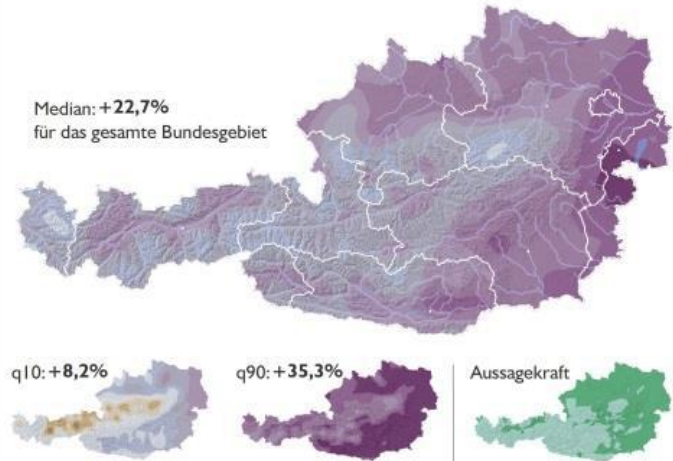 Median: +22,7%
für das gesamte Bundesgebiet
q10: +8,2%
q90: +35,3%
Aussagekraft